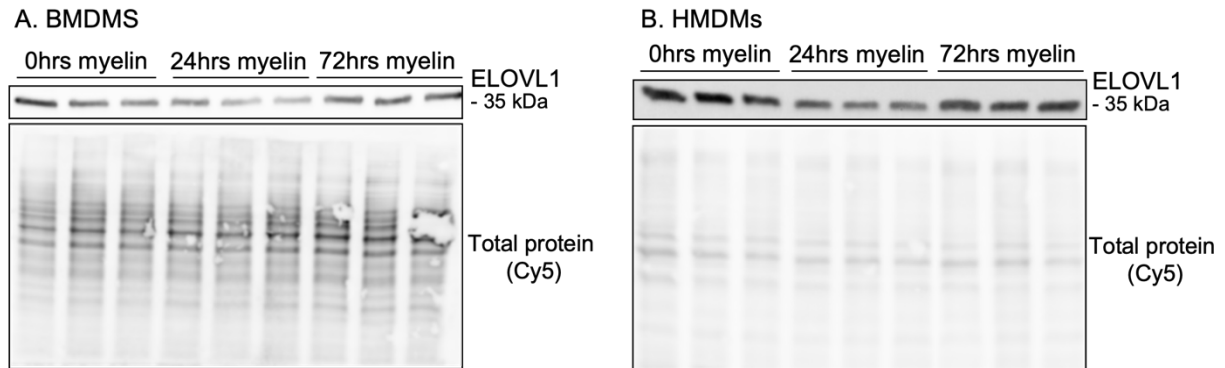 A. BMDMS
0hrs myelin 24hrs myelin 72hrs myelin
ELOVL1
- 35 kDa
Total protein
(Cy5)
B. HMDMs
0hrs myelin 24hrs myelin 72hrs myelin
ELOVL1
- 35 kDa
Total protein
(Cy5)